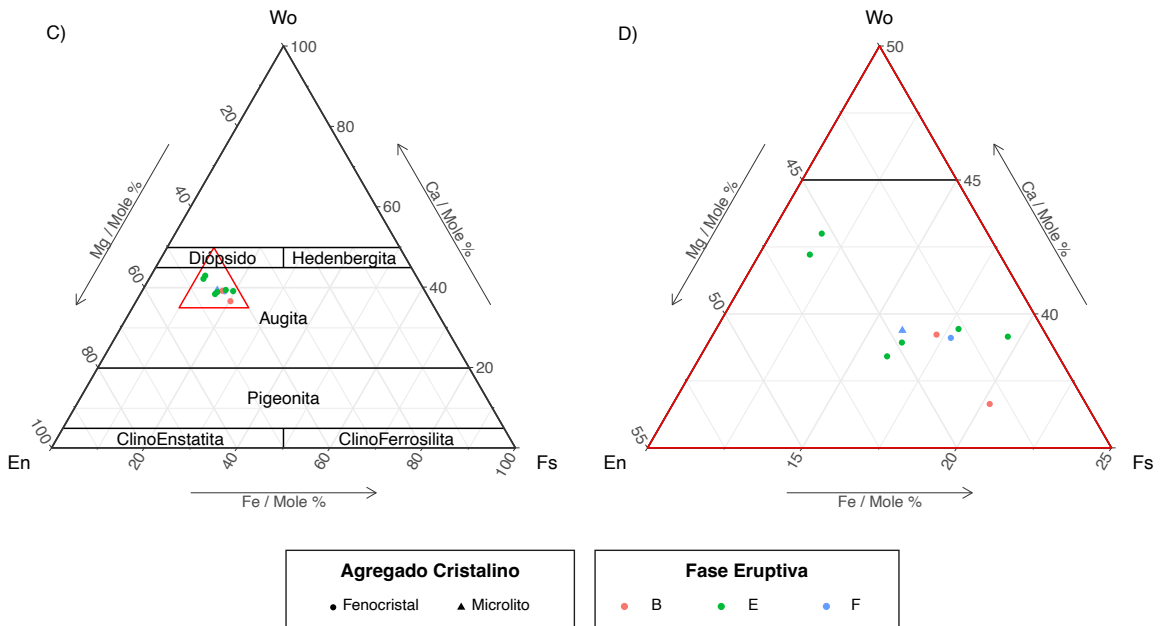 C)
Wo
100
20
80
40
60
Mg / Mole %
Ca / Mole %
Diópsido
Hedenbergita
60
40
Augita
80
20
Pigeonita
ClinoEnstatita
ClinoFerrosilita
100
En
20
40
60
80
100
Fs
Fe / Mole %
D)
Wo
50
45
45
Mg / Mole %
Ca / Mole %
50
40
55
En
15
20
25
Fs
Fe / Mole %
Agregado Cristalino
Fenocristal
Microlito
Fase Eruptiva
B
E
F